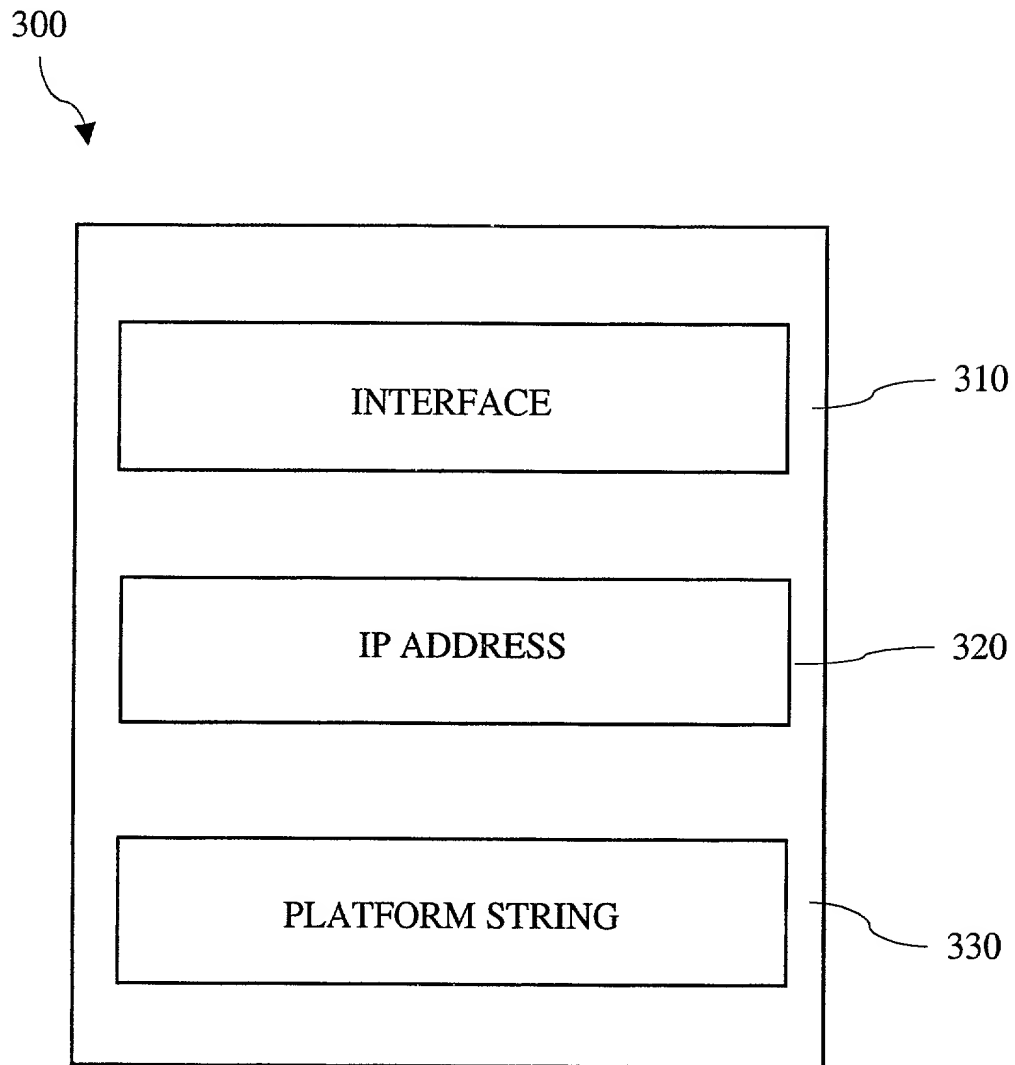 300
INTERFACE
310
IP ADDRESS
320
PLATFORM STRING
330